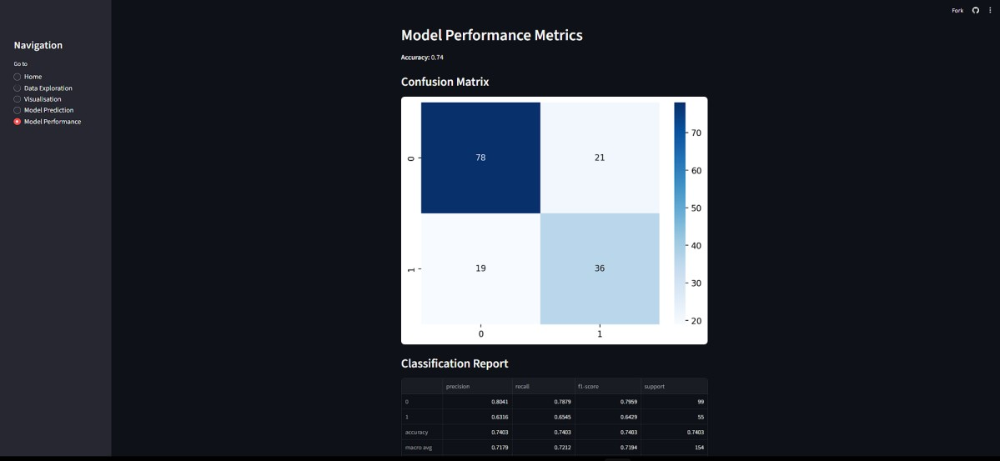 Fork
Navigation
Go to
Home
Data Exploration
Visualisation
Model Prediction
Model Performance
Model Performance Metrics
Accuracy: 0.74
Confusion Matrix
0
78
21
1
19
36
0
1
70
60
50
40
30
20
Classification Report
precision recall f1-score support
0 0.8041 0.7879 0.7959 99
1 0.6316 0.6545 0.6429 55
accuracy 0.7403 0.7403 0.7403 0.7403
macro avg 0.7179 0.7212 0.7194 154